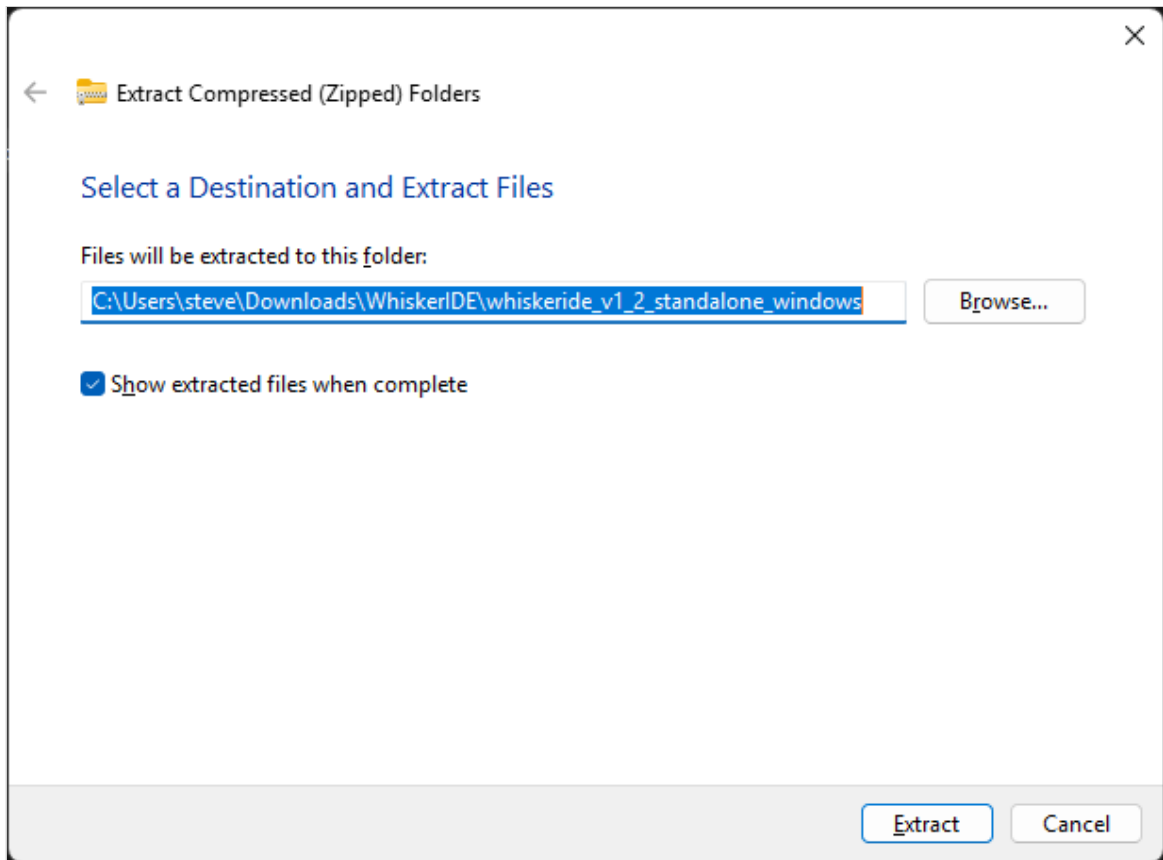 Extract Compressed (Zipped) Folders
Select a Destination and Extract Files
Files will be extracted to this folder:
C:\Users\steve\Downloads\WhiskerIDE\whiskeride_v1_2_standalone_windows
Browse...
Show extracted files when complete
Extract
Cancel